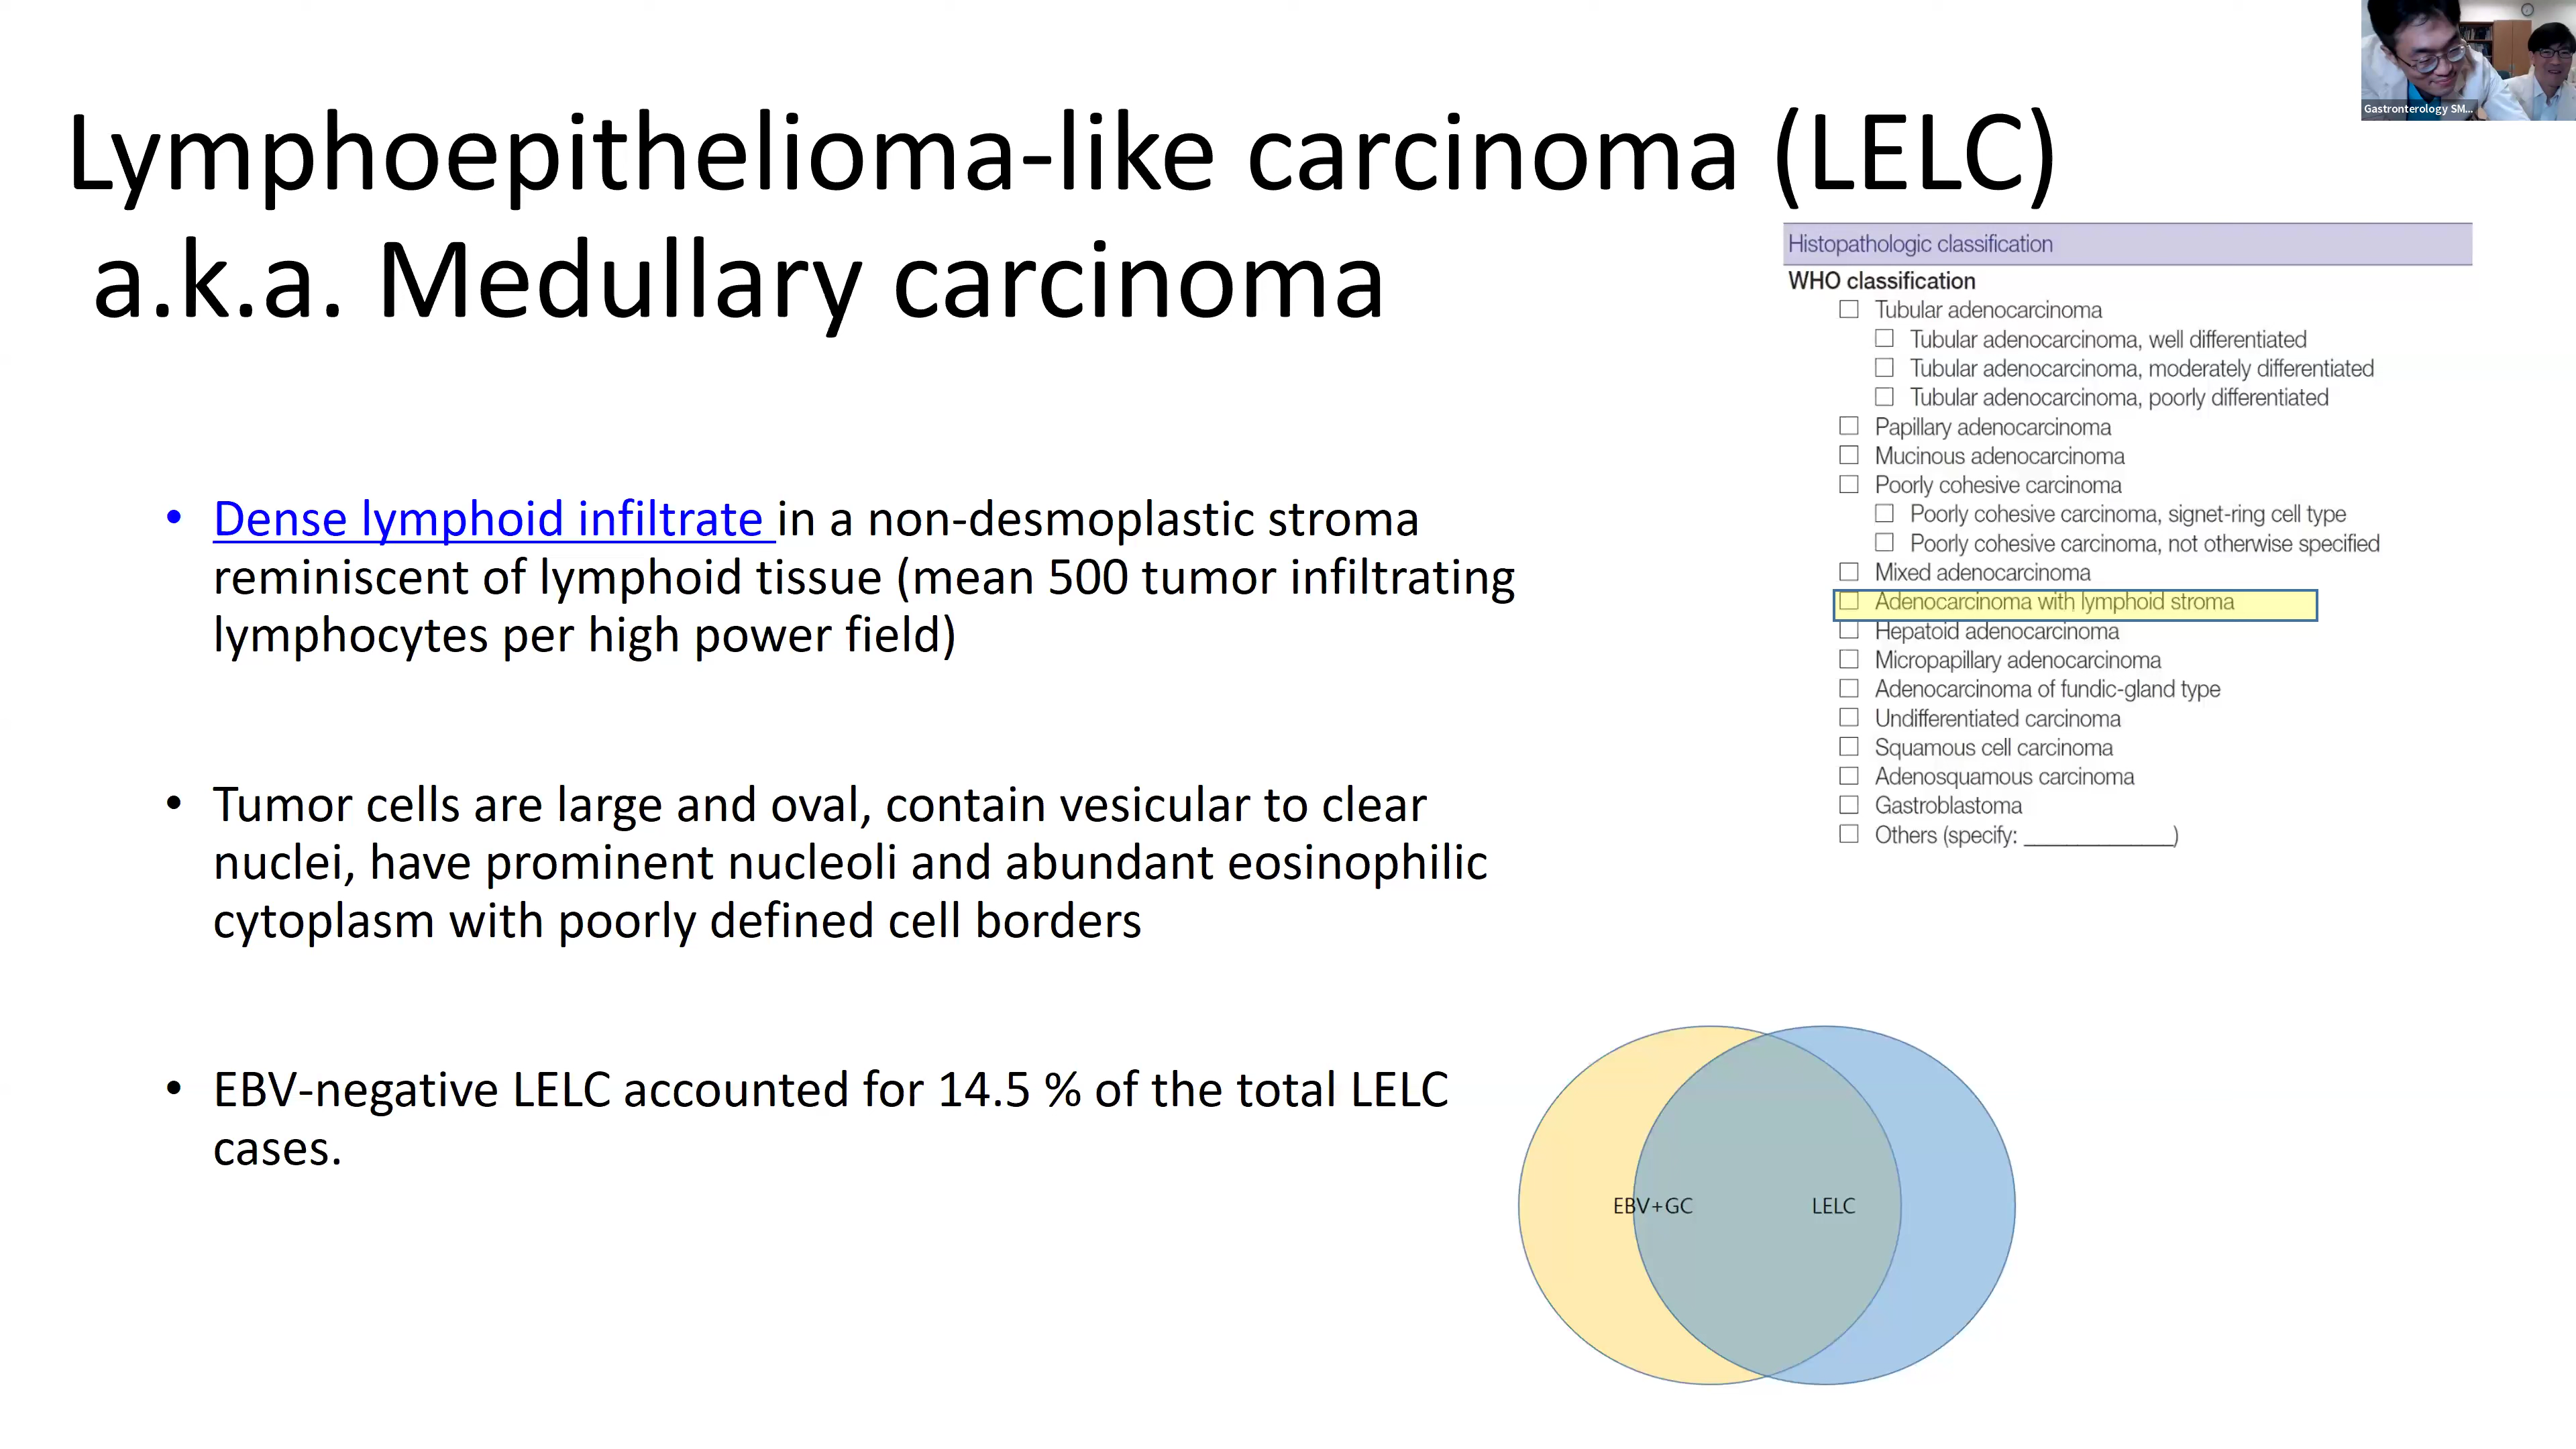 Gastronterology SM...
Lymphoepithelioma-like carcinoma (LELC)
a.k.a. Medullary carcinoma
• Dense lymphoid infiltrate in a non-desmoplastic stroma
reminiscent of lymphoid tissue (mean 500 tumor infiltrating
lymphocytes per high power field)
• Tumor cells are large and oval, contain vesicular to clear
nuclei, have prominent nucleoli and abundant eosinophilic
cytoplasm with poorly defined cell borders
• EBV-negative LELC accounted for 14.5 % of the total LELC
cases.
Histopathologic classification
WHO classification
Tubular adenocarcinoma
Tubular adenocarcinoma, well differentiated
Tubular adenocarcinoma, moderately differentiated
Tubular adenocarcinoma, poorly differentiated
Papillary adenocarcinoma
Mucinous adenocarcinoma
Poorly cohesive carcinoma
Poorly cohesive carcinoma, signet-ring cell type
Poorly cohesive carcinoma, not otherwise specified
Mixed adenocarcinoma
Adenocarcinoma with lymphoid stroma
Hepatoid adenocarcinoma
Micropapillary adenocarcinoma
Adenocarcinoma of fundic-gland type
Undifferentiated carcinoma
Squamous cell carcinoma
Adenosquamous carcinoma
Gastroblastoma
Others (specify: ______________)
EBV+GC
LELC